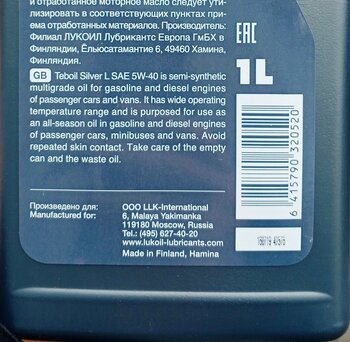 и отработанное моторное масло следует ути-
лизировать в соответствующих пунктах при-
ема отработанных материалов. Производитель:
Филиал ЛУКОЙЛ Лубрикантс Европа ГмБХ в
Финляндии, Ёльюсатамантие 6, 49460 Хамина,
Финляндия.
EAC
GB Teboil Silver L SAE 5W-40 is semi-synthetic
multigrade oil for gasoline and diesel engines
of passenger cars and vans. It has wide operating
temperature range and is purposed for use as
an all-season oil in gasoline and diesel engines
of passenger cars, minibuses and vans. Avoid
repeated skin contact. Take care of the empty
can and the waste oil.
1L
Произведено для:
Manufactured for:
OOO LLK-International
6, Malaya Yakimanka
119180 Moscow, Russia
Tel.: (495) 627-40-20
www.lukoil-lubricants.com
Made in Finland, Hamina
6 415790 320520